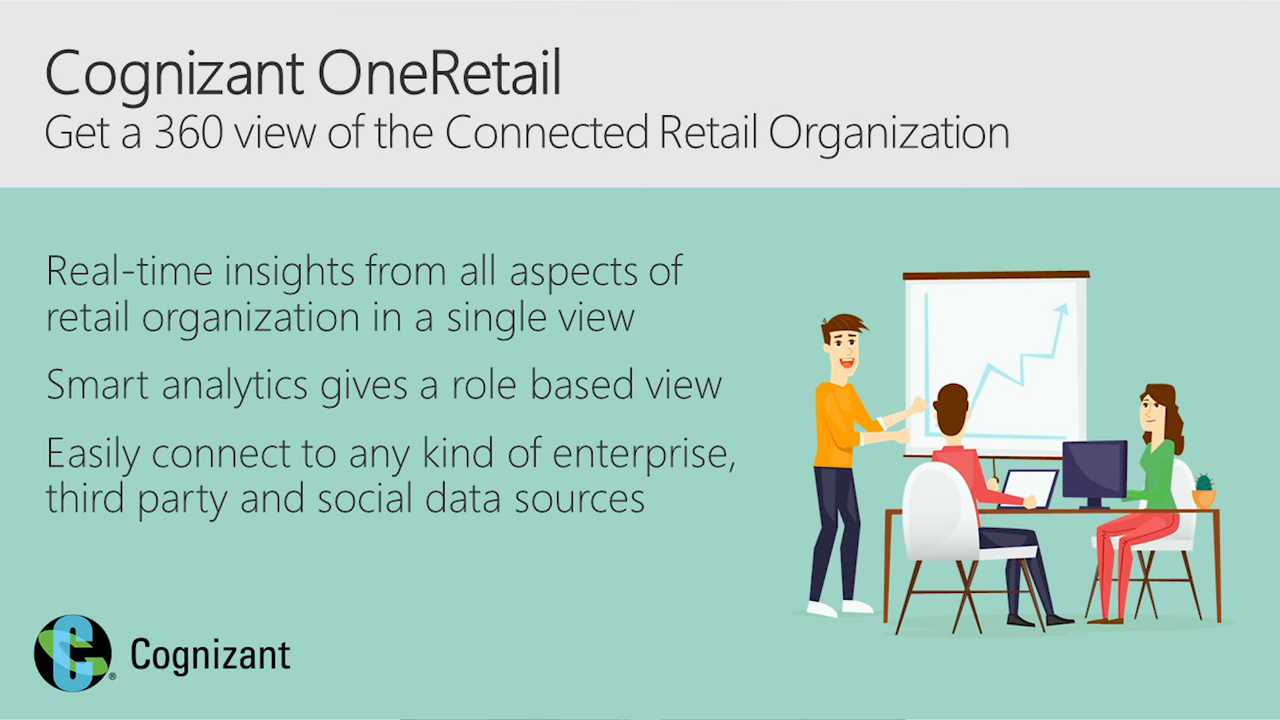 Cognizant OneRetail
Get a 360 view of the Connected Retail Organization
Real-time insights from all aspects of
retail organization in a single view
Smart analytics gives a role based view
Easily connect to any kind of enterprise,
third party and social data sources
Cognizant